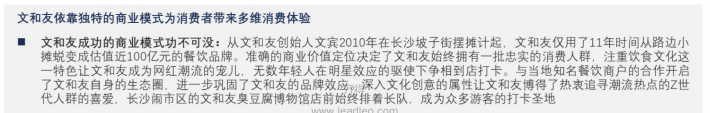 文和友依靠独特的商业模式为消费者带来多维消费体验
■ 文和友成功的商业模式功不可没：从文和友创始人文宾2010年在长沙坡子街摆摊计起，文和友仅用了11年时间从路边小
摊蜕变成估值近100亿元的餐饮品牌。准确的商业价值定位决定了文和友始终拥有一批忠实的消费人群，注重饮食文化这
一特色让文和友成为网红潮流的宠儿，无数年轻人在明星效应的驱使下争相到店打卡。与当地知名餐饮商户的合作开启
了文和友自身的生态圈，进一步巩固了文和友的品牌效应。深入文化创意的属性让文和友博得了热衷追寻潮流热点的Z世
代人群的喜爱，长沙闹市区的文和友臭豆腐博物馆店前始终排着长队，成为众多游客的打卡圣地
www.leadleo.com